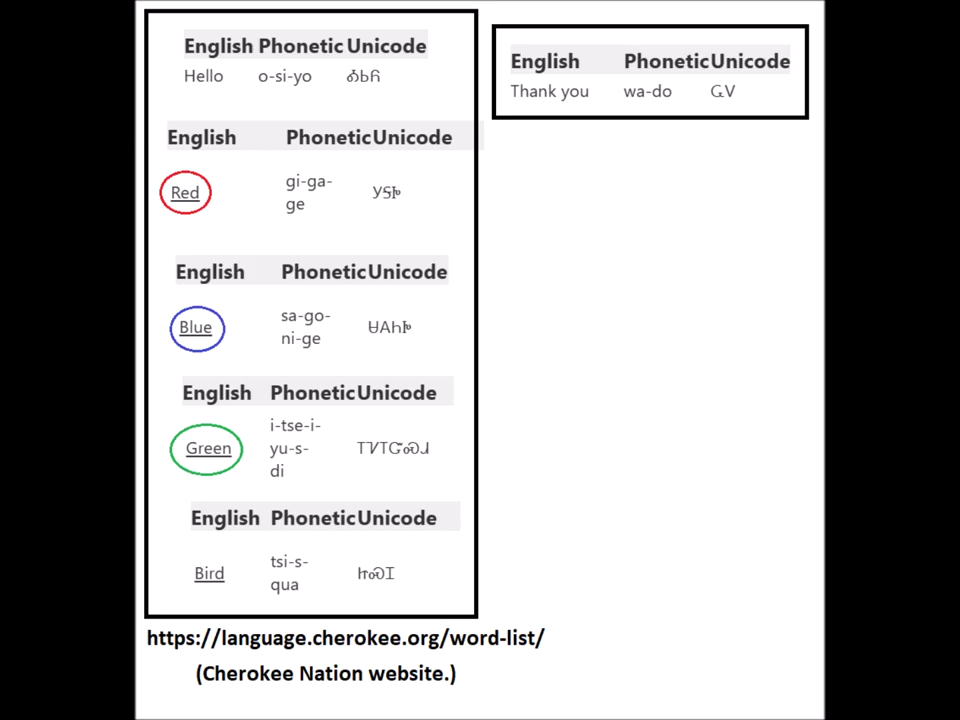 English Phonetic Unicode
Hello o-si-yo ᎣᏏᏲ
English Phonetic Unicode
Red gi-ga-
ge ᎩᎦᎨ
English Phonetic Unicode
Blue sa-go-
ni-ge ᏌᎪᏂᎨ
English Phonetic Unicode
Green i-tse-i-
yu-s-
di ᎢᏤᎢᏳᏍᏗ
English Phonetic Unicode
Bird tsi-s-
qua ᏥᏍᏆ
English Phonetic Unicode
Thank you wa-do ᏩᏙ
https://language.cherokee.org/word-list/
(Cherokee Nation website.)